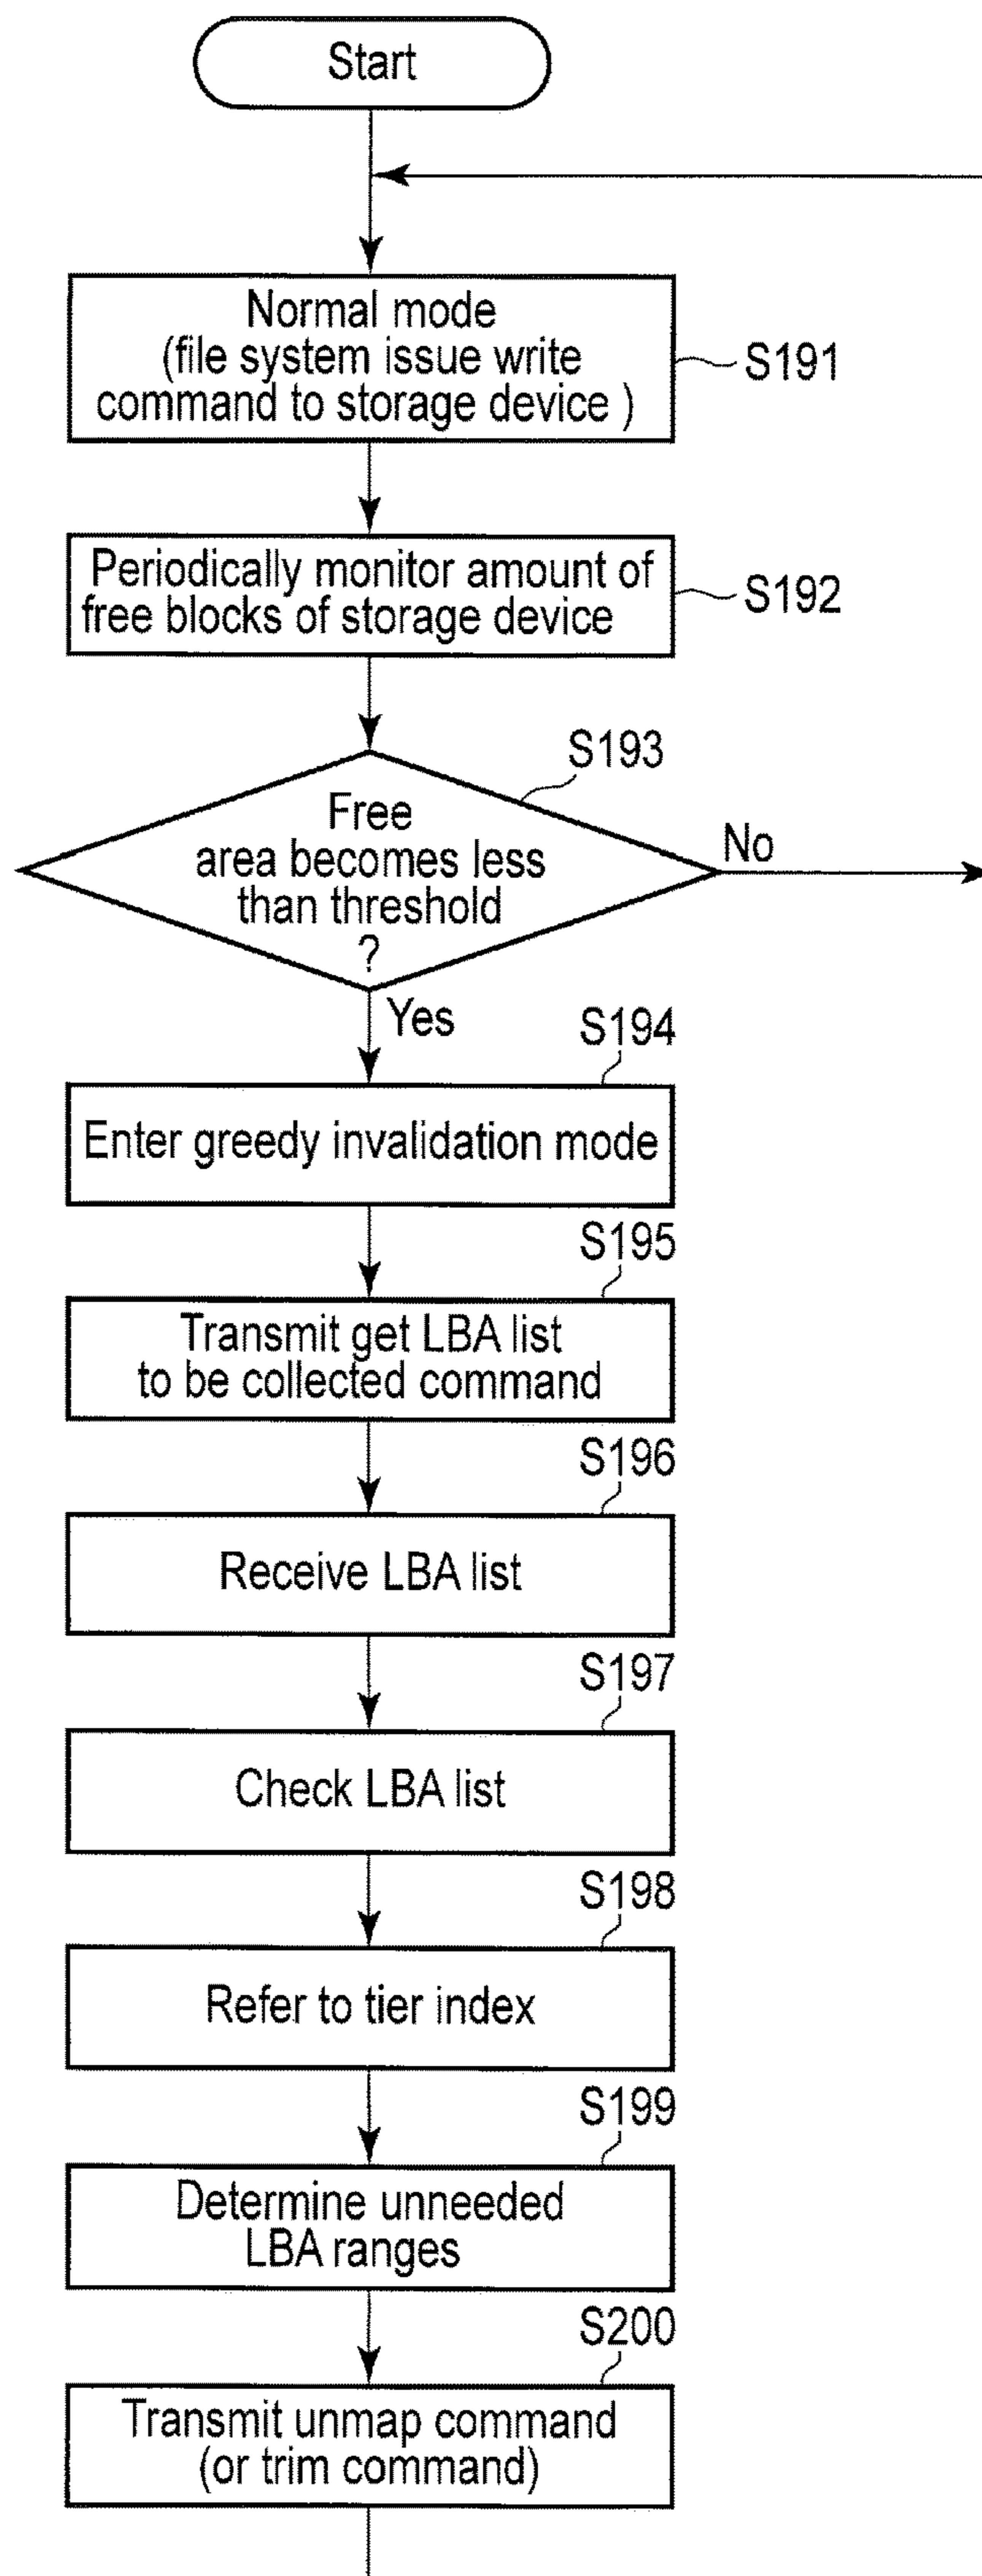 Start
Normal mode
(file system issue write
command to storage device )
S191
Periodically monitor amount of
free blocks of storage device
S192
S193
Free
area becomes less
than threshold
?
No
Yes
S194
Enter greedy invalidation mode
S195
Transmit get LBA list
to be collected command
S196
Receive LBA list
S197
Check LBA list
S198
Refer to tier index
S199
Determine unneeded
LBA ranges
S200
Transmit unmap command
(or trim command)